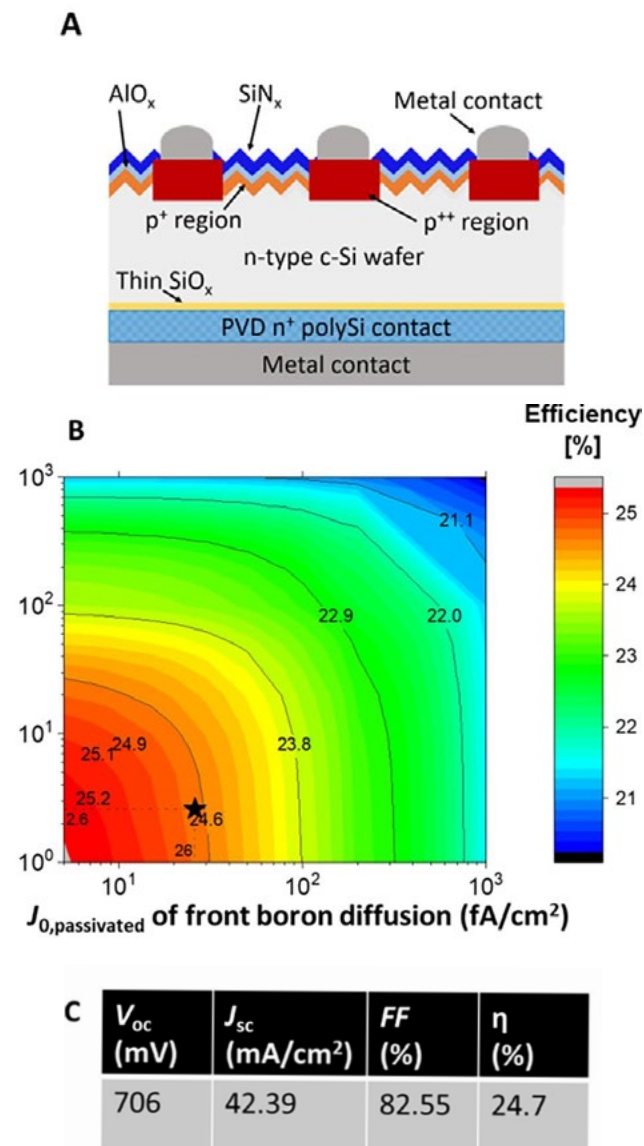 A
AlOₓ
SiNₓ
Metal contact
p⁺ region
p⁺⁺ region
n-type c-Si wafer
Thin SiOₓ
PVD n⁺ polySi contact
Metal contact
Efficiency
[%]
B
10³
10²
10¹
10⁰
21.1
22.9
22.0
25.1
24.9
23.8
25.2
2.6
24.6
26
10¹
10²
10³
25
24
23
22
21
J₀,passivated of front boron diffusion (fA/cm²)
C
Voc (mV) Jsc (mA/cm²) FF (%) η (%)
706 42.39 82.55 24.7